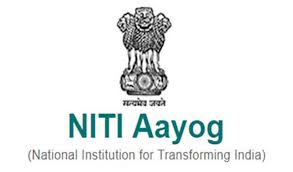 सत्यमेव जयते
NITI Aayog
(National Institution for Transforming India)